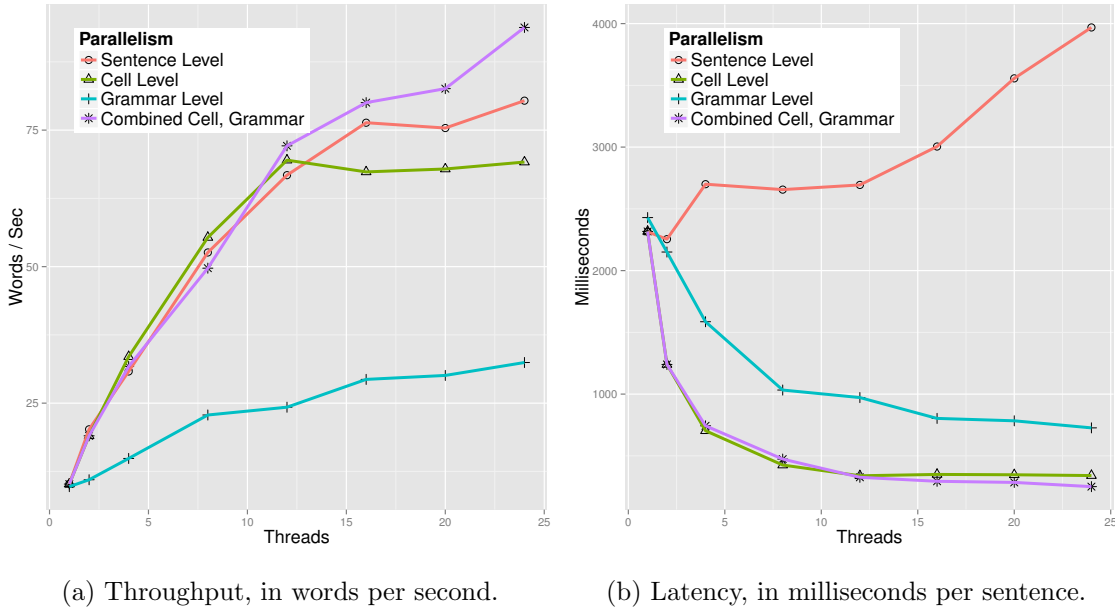 Parallelism
Sentence Level
Cell Level
Grammar Level
Combined Cell, Grammar
75
50
25
Words / Sec
0 5 10 15 20 25
Threads
(a) Throughput, in words per second.
4000
Parallelism
Sentence Level
Cell Level
Grammar Level
Combined Cell, Grammar
3000
2000
1000
Milliseconds
0 5 10 15 20 25
Threads
(b) Latency, in milliseconds per sentence.